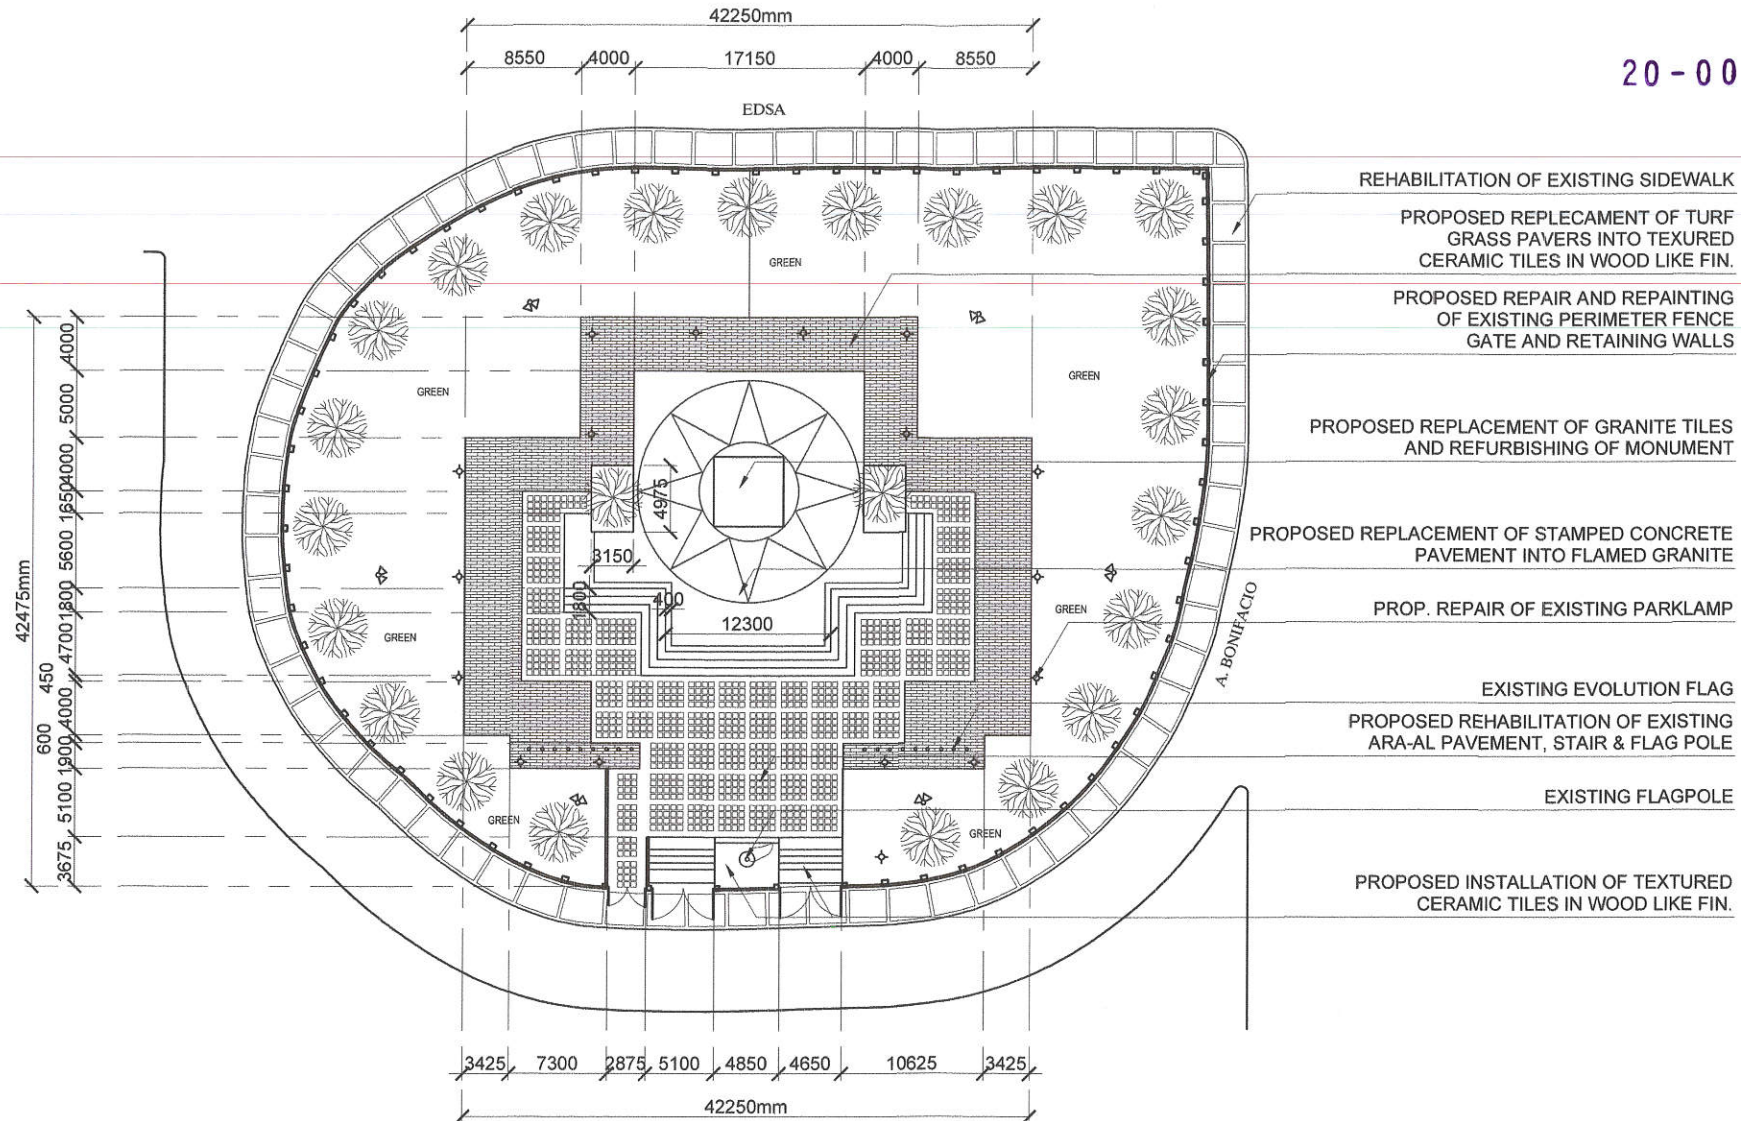 42250mm
8550 4000 17150 4000 8550
20-00
EDSA
REHABILITATION OF EXISTING SIDEWALK
PROPOSED REPLECAMENT OF TURF
GRASS PAVERS INTO TEXURED
CERAMIC TILES IN WOOD LIKE FIN.
PROPOSED REPAIR AND REPAINTING
OF EXISTING PERIMETER FENCE
GATE AND RETAINING WALLS
PROPOSED REPLACEMENT OF GRANITE TILES
AND REFURBISHING OF MONUMENT
PROPOSED REPLACEMENT OF STAMPED CONCRETE
PAVEMENT INTO FLAMED GRANITE
PROP. REPAIR OF EXISTING PARKLAMP
EXISTING EVOLUTION FLAG
PROPOSED REHABILITATION OF EXISTING
ARA-AL PAVEMENT, STAIR & FLAG POLE
EXISTING FLAGPOLE
PROPOSED INSTALLATION OF TEXTURED
CERAMIC TILES IN WOOD LIKE FIN.
A. BONIFACIO
GREEN
GREEN
GREEN
GREEN
GREEN
GREEN
GREEN
4975
3150
1800
400
12300
42475mm
4000
5000
4000
1650
5600
1800
4700
450
4000
600
1900
5100
3675
3425 7300 2875 5100 4850 4650 10625 3425
42250mm